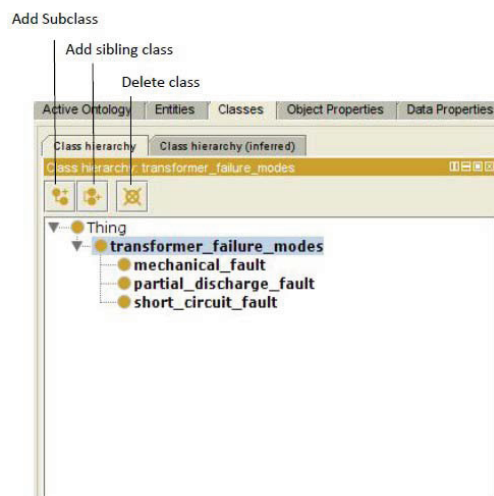 Add Subclass
Add sibling class
Delete class
Active Ontology Entities Classes Object Properties Data Properties
Class hierarchy Class hierarchy (inferred)
Class hierarchy: transformer_failure_modes
Thing
transformer_failure_modes
mechanical_fault
partial_discharge_fault
short_circuit_fault